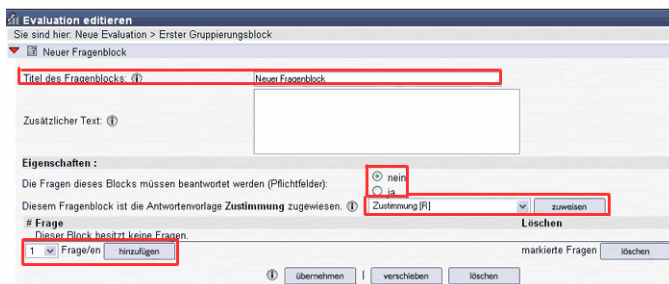 Evaluation editieren
Sie sind hier: Neue Evaluation > Erster Gruppierungsblock
Neuer Fragenblock
Titel des Fragenblocks: Neuer Fragenblock
Zusätzlicher Text:
Eigenschaften :
Die Fragen dieses Blocks müssen beantwortet werden (Pflichtfelder): nein
ja
Diesem Fragenblock ist die Antwortenvorlage Zustimmung zugewiesen. Zustimmung [R] zuweisen
# Frage Löschen
Dieser Block besitzt keine Fragen.
1 Frage/en hinzufügen markierte Fragen löschen
übernehmen | verschieben löschen